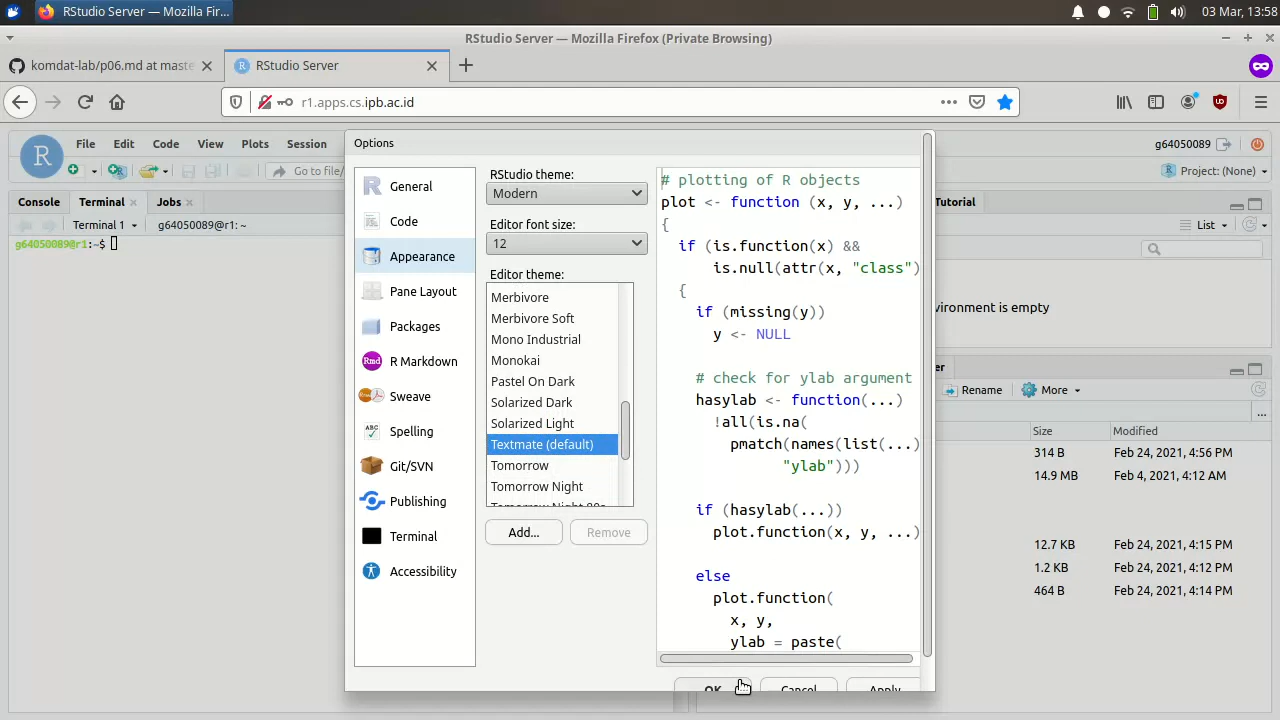 RStudio Server — Mozilla Fir...
03 Mar, 13:58
RStudio Server — Mozilla Firefox (Private Browsing)
komdat-lab/p06.md at maste
RStudio Server
r1.apps.cs.ipb.ac.id
R
File Edit Code View Plots Session
g64050089
Go to file/
Project: (None)
Console Terminal Jobs
Tutorial
Terminal 1 g64050089@r1: ~
List
g64050089@r1:~$
vironment is empty
Rename More
Size Modified
314 B Feb 24, 2021, 4:56 PM
14.9 MB Feb 4, 2021, 4:12 AM
12.7 KB Feb 24, 2021, 4:15 PM
1.2 KB Feb 24, 2021, 4:12 PM
464 B Feb 24, 2021, 4:14 PM
Options
General
Code
Appearance
Pane Layout
Packages
R Markdown
Sweave
Spelling
Git/SVN
Publishing
Terminal
Accessibility
RStudio theme:
Modern
Editor font size:
12
Editor theme:
Merbivore
Merbivore Soft
Mono Industrial
Monokai
Pastel On Dark
Solarized Dark
Solarized Light
Textmate (default)
Tomorrow
Tomorrow Night
Tomorrow Night 80s
Add... Remove
# plotting of R objects
plot <- function (x, y, ...)
{
if (is.function(x) &&
is.null(attr(x, "class")
{
if (missing(y))
y <- NULL
# check for ylab argument
hasylab <- function(...)
!all(is.na(
pmatch(names(list(...)
"ylab")))
if (hasylab(...))
plot.function(x, y, ...)
else
plot.function(
x, y,
ylab = paste(
OK Cancel Apply